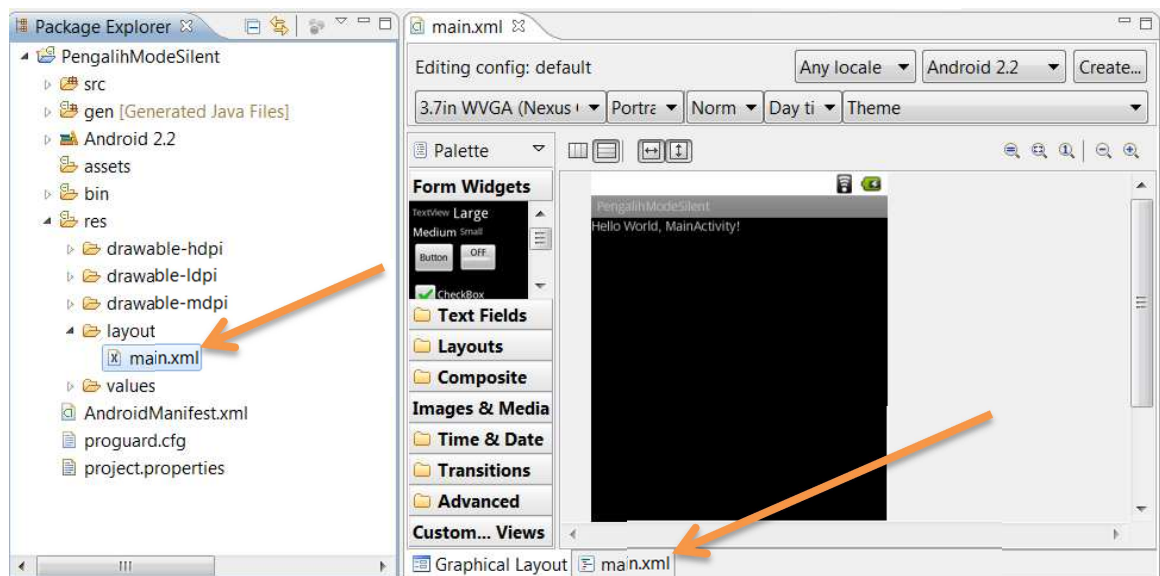 Package Explorer
PengalihModeSilent
src
gen [Generated Java Files]
Android 2.2
assets
bin
res
drawable-hdpi
drawable-ldpi
drawable-mdpi
layout
main.xml
values
AndroidManifest.xml
proguard.cfg
project.properties
main.xml
Editing config: default
Any locale
Android 2.2
Create...
3.7in WVGA (Nexus
Portra
Norm
Day ti
Theme
Palette
Form Widgets
TextView Large
Medium Small
Button
OFF
CheckBox
Text Fields
Layouts
Composite
Images & Media
Time & Date
Transitions
Advanced
Custom... Views
PengalihModeSilent
Hello World, MainActivity!
Graphical Layout
main.xml